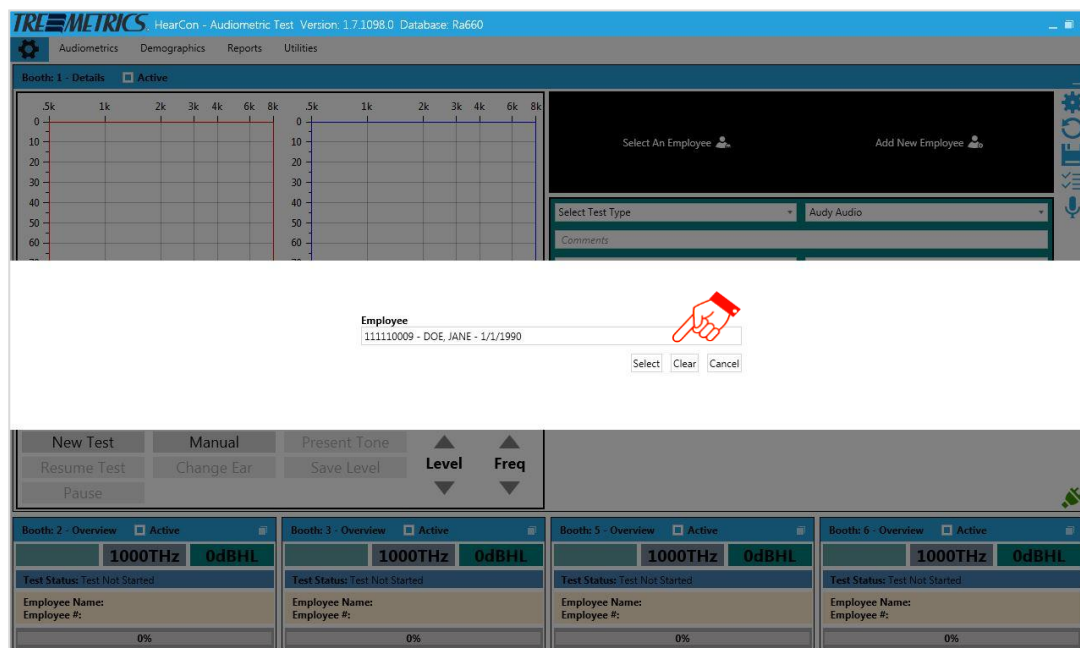 TREMETRICS. HearCon - Audiometric Test Version: 1.7.1098.0 Database: Ra660
Audiometrics Demographics Reports Utilities
Booth: 1 - Details Active
.5k 1k 2k 3k 4k 6k 8k .5k 1k 2k 3k 4k 6k 8k
0 0
10 10
20 20
30 30
40 40
50 50
60 60
Select An Employee Add New Employee
Select Test Type Audy Audio
Comments
Employee
111110009 - DOE, JANE - 1/1/1990
Select Clear Cancel
New Test Manual Present Tone
Resume Test Change Ear Save Level Level Freq
Pause
Booth: 2 - Overview Active Booth: 3 - Overview Active Booth: 5 - Overview Active Booth: 6 - Overview Active
1000THz 0dBHL 1000THz 0dBHL 1000THz 0dBHL 1000THz 0dBHL
Test Status: Test Not Started Test Status: Test Not Started Test Status: Test Not Started Test Status: Test Not Started
Employee Name: Employee Name: Employee Name: Employee Name:
Employee #: Employee #: Employee #: Employee #:
0% 0% 0% 0%